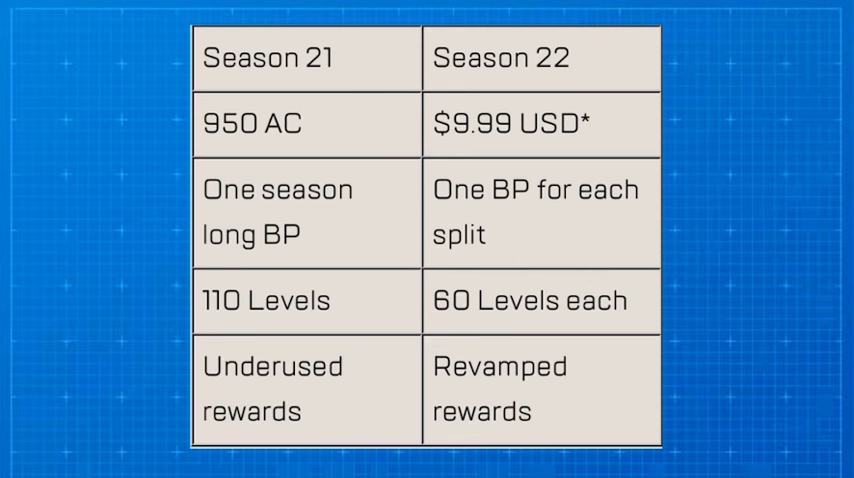 Season 21
Season 22
950 AC
$9.99 USD*
One season
long BP
One BP for each
split
110 Levels
60 Levels each
Underused
rewards
Revamped
rewards